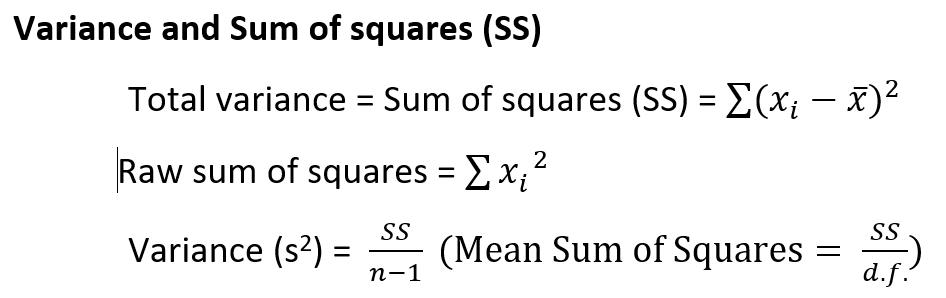 Variance and Sum of squares (SS)
Total variance = Sum of squares (SS) = ∑(xᵢ − x̄)²
Raw sum of squares = ∑ xᵢ²
Variance (s²) = SS/n−1 (Mean Sum of Squares = SS/d.f.)